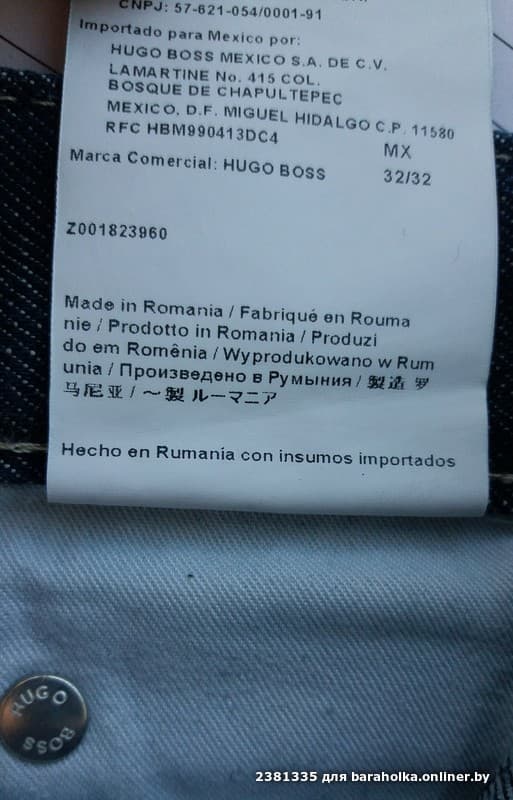 CNPJ: 57-621-054/0001-91
Importado para Mexico por:
HUGO BOSS MEXICO S.A. DE C.V.
LAMARTINE No. 415 COL.
BOSQUE DE CHAPULTEPEC
MEXICO, D.F. MIGUEL HIDALGO C.P. 11580
RFC HBM990413DC4
MX
Marca Comercial: HUGO BOSS
32/32
Z001823960
Made in Romania / Fabriqué en Rouma
nie / Prodotto in Romania / Produzi
do em Romênia / Wyprodukowano w Rum
unia / Произведено в Румыния / 製造 罗
马尼亚 / ～製 ルーマニア
Hecho en Rumanía con insumos importados
HUGO
BOSS
2381335 для baraholka.onliner.by